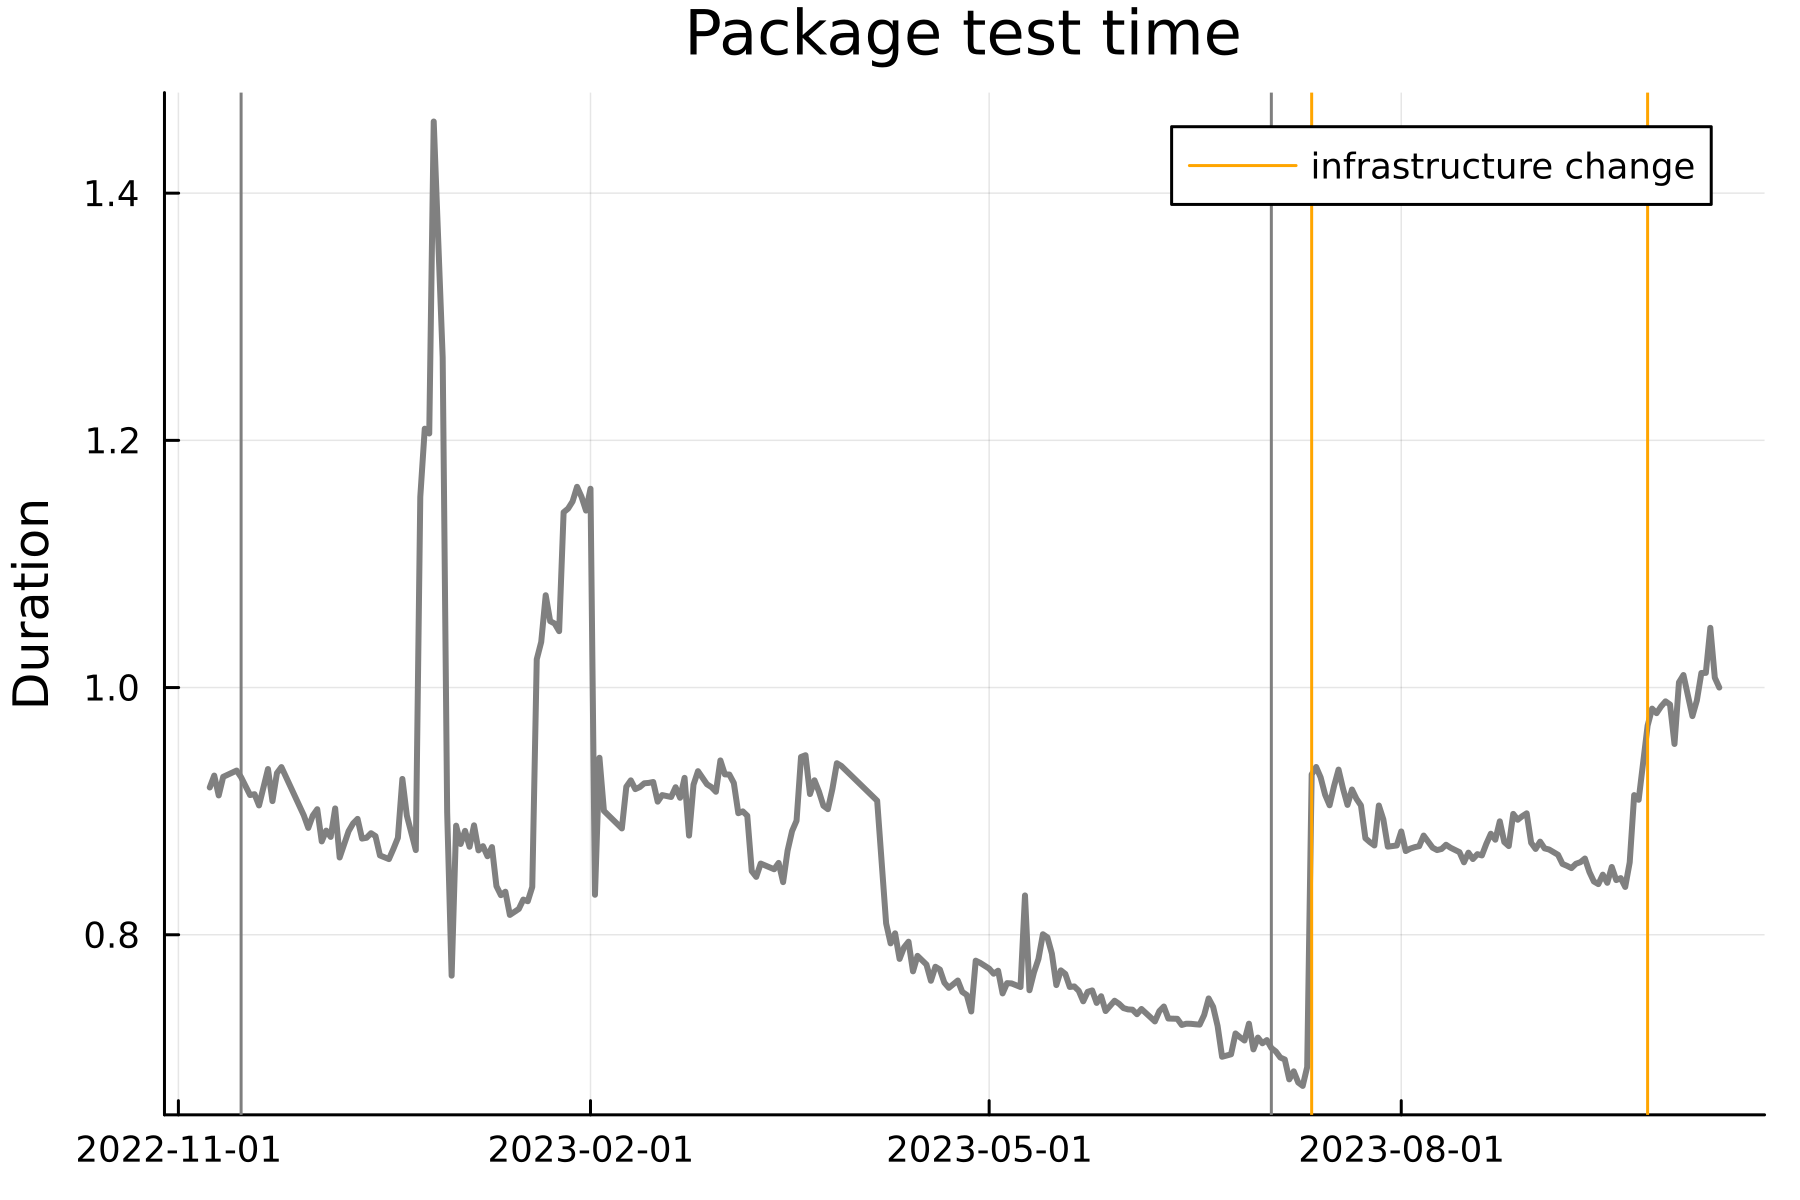 Package test time
infrastructure change
Duration
1.4
1.2
1.0
0.8
2022-11-01 2023-02-01 2023-05-01 2023-08-01